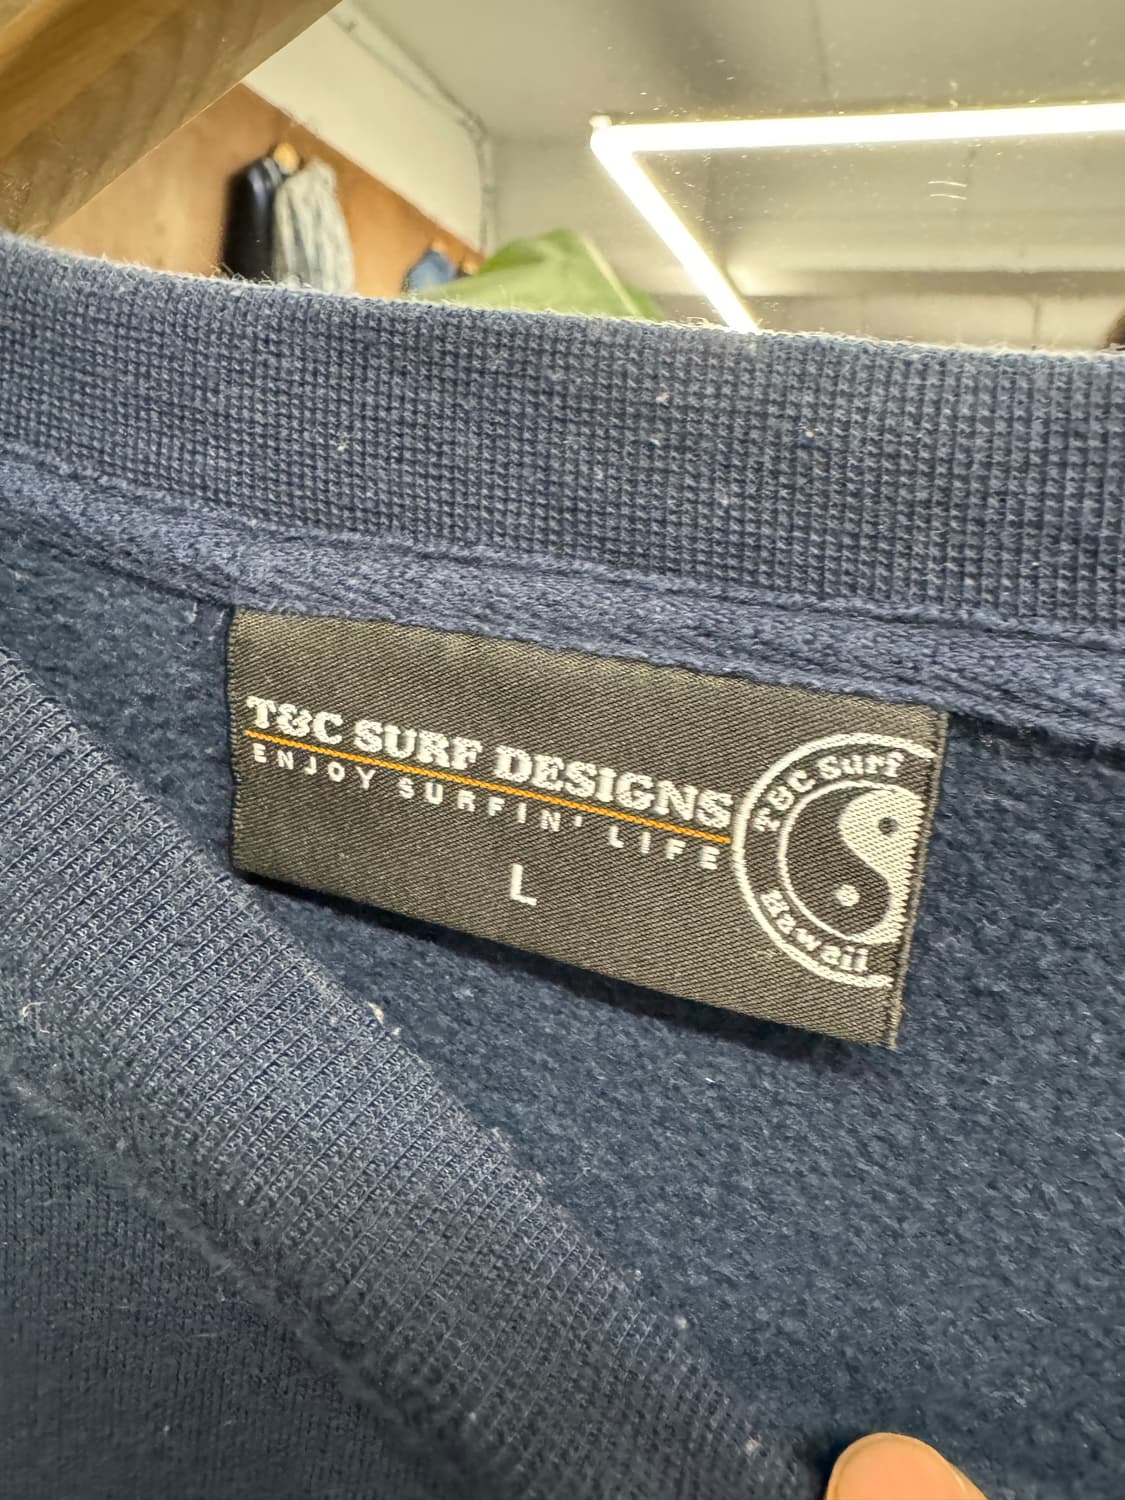 T&C SURF DESIGNS
ENJOY SURFIN' LIFE
L
T&C Surf
Hawaii